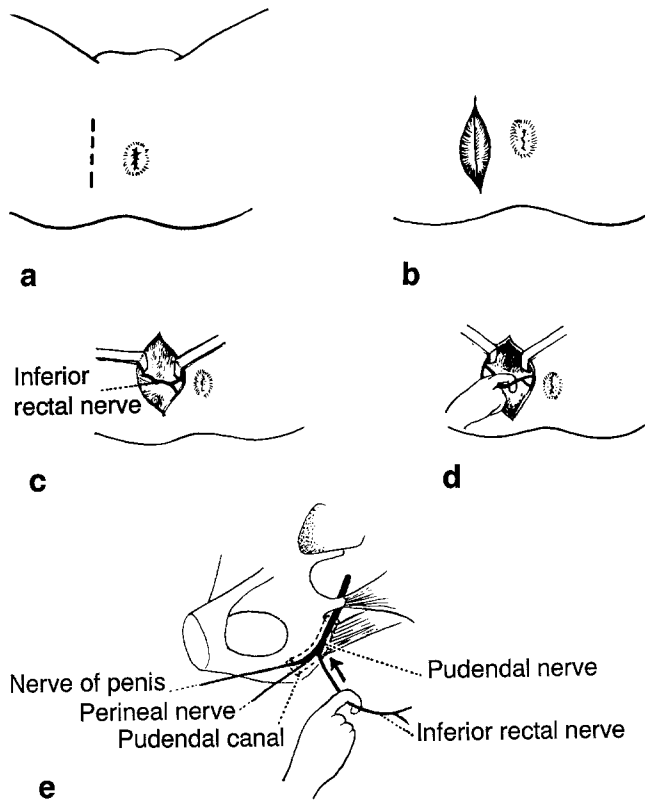 a
b
Inferior
rectal nerve
c
d
Nerve of penis
Perineal nerve
Pudendal canal
Pudendal nerve
Inferior rectal nerve
e